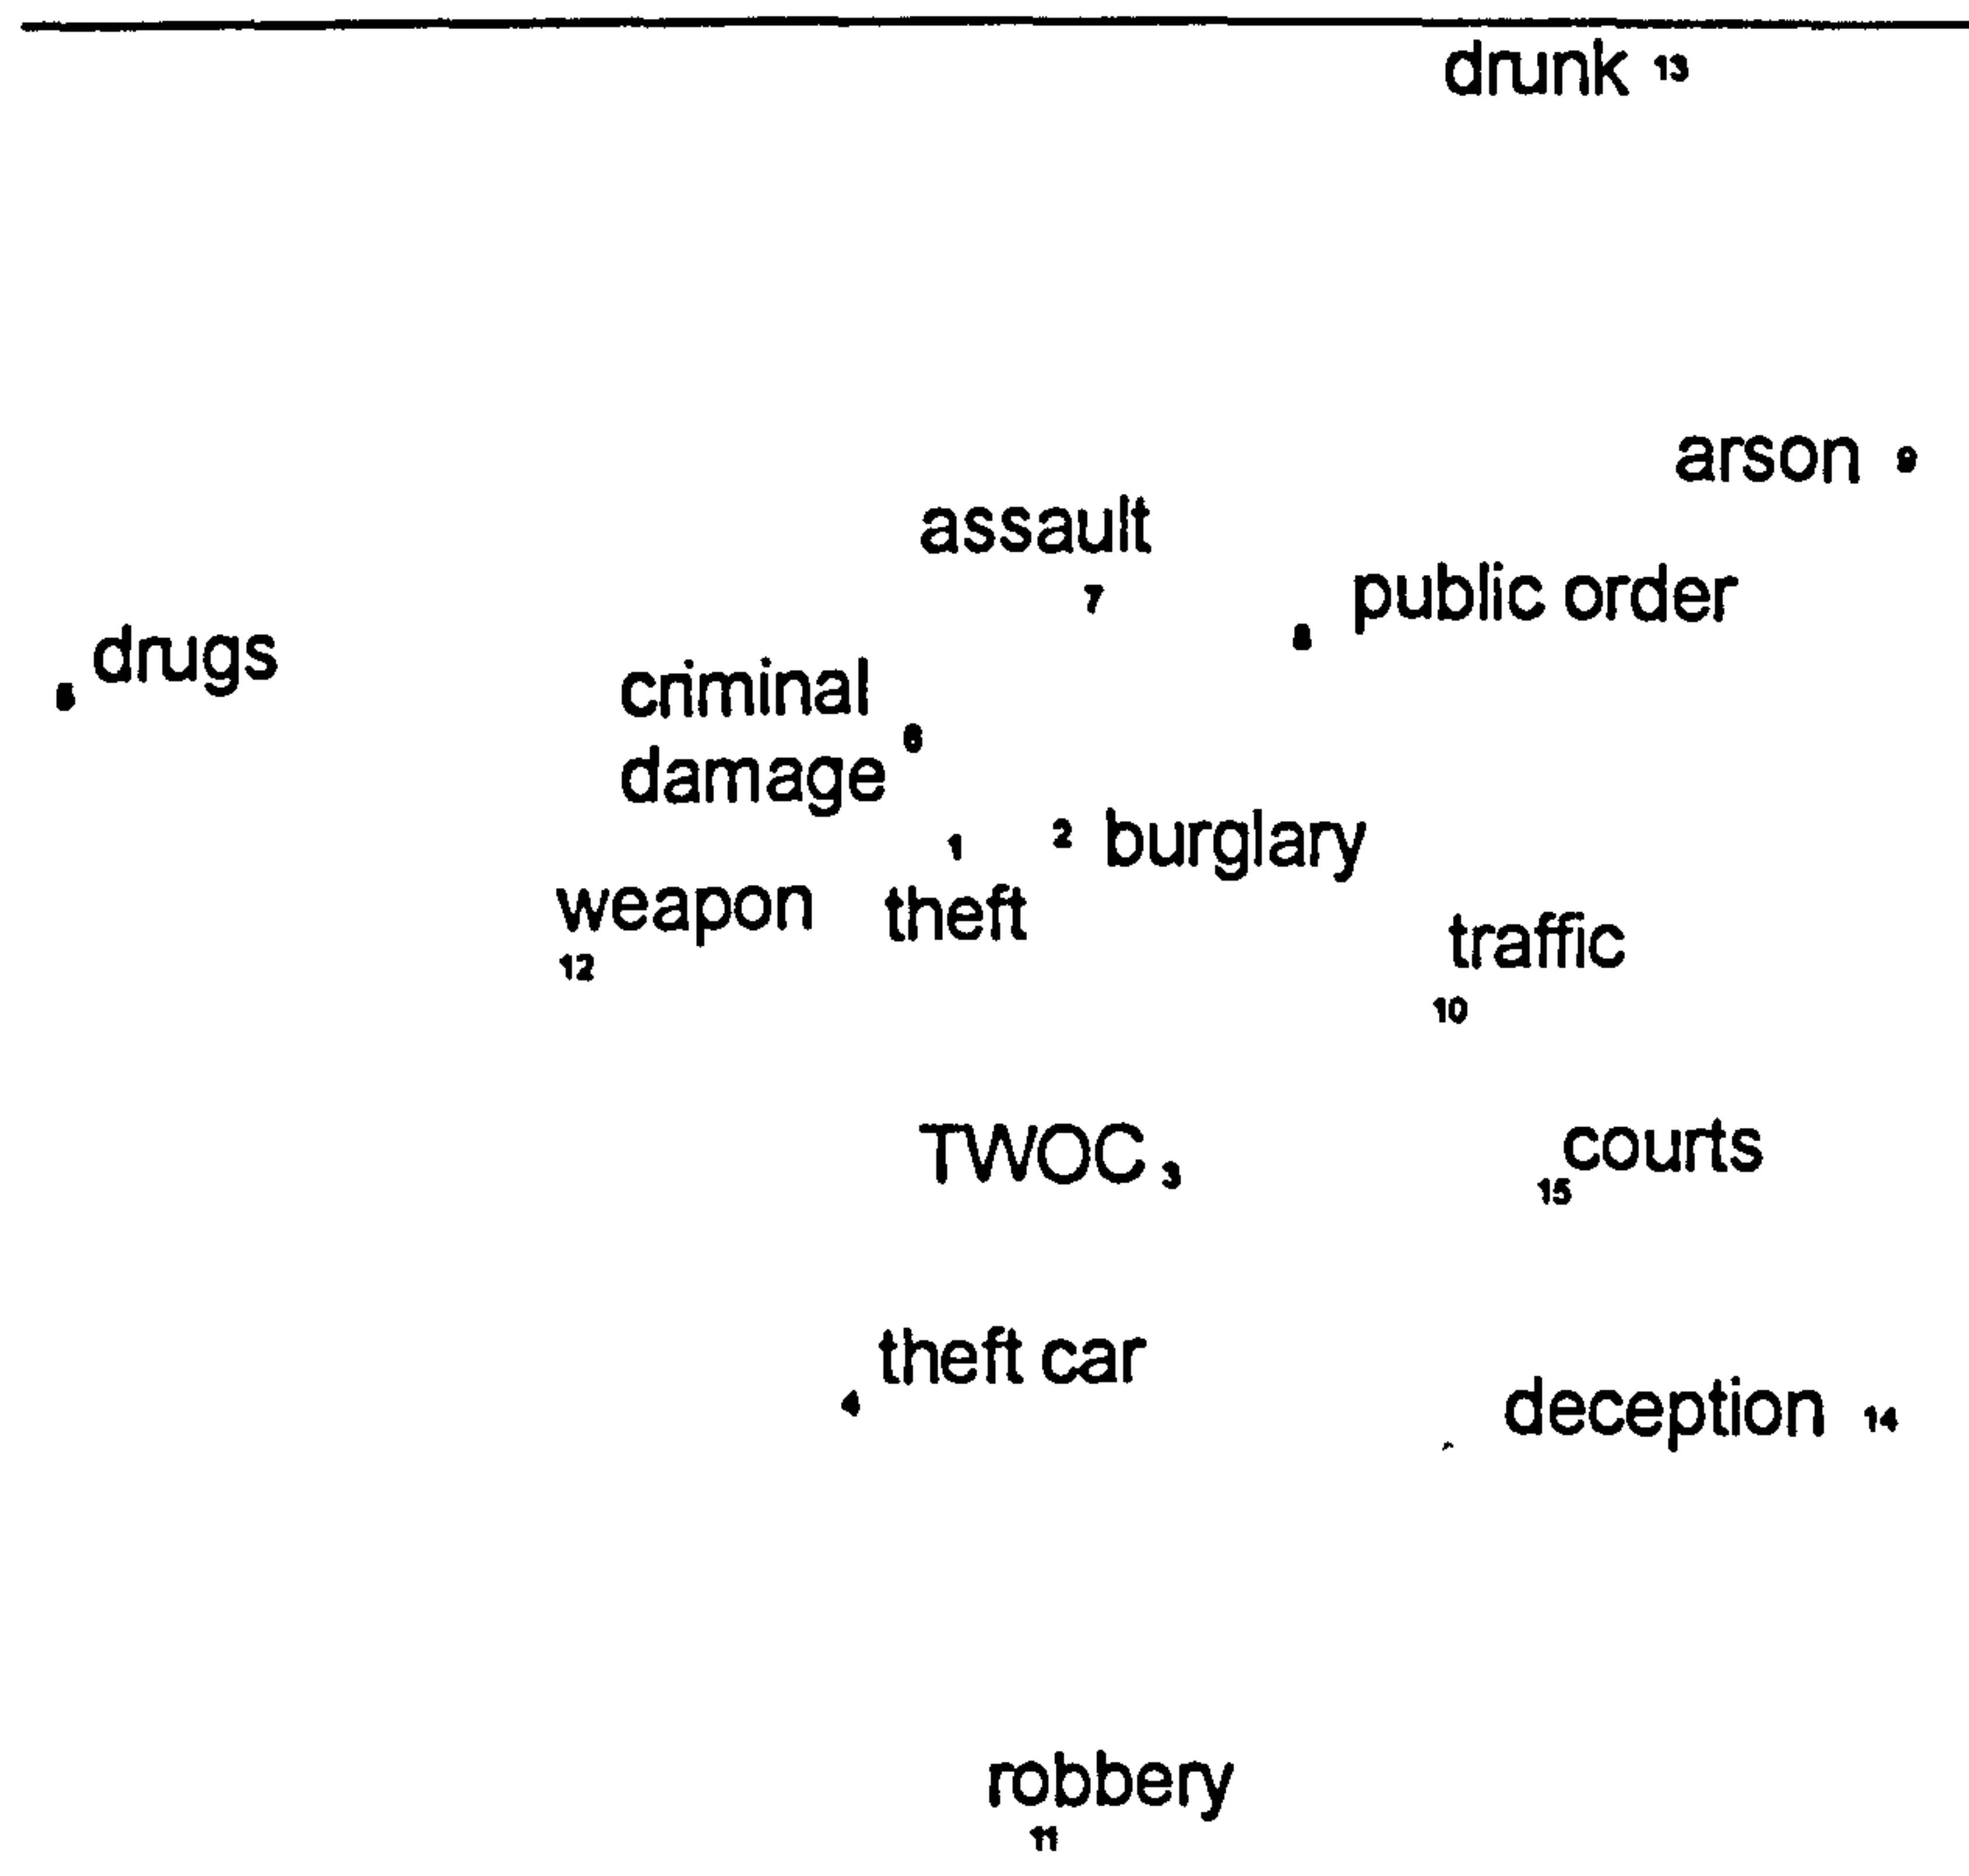 drunk 13
arson 9
assault
7
public order
8
drugs
5
criminal
damage 6
1
2 burglary
weapon
12
theft
traffic
10
TWOC 3
courts
15
theft car
4
deception 14
robbery
11